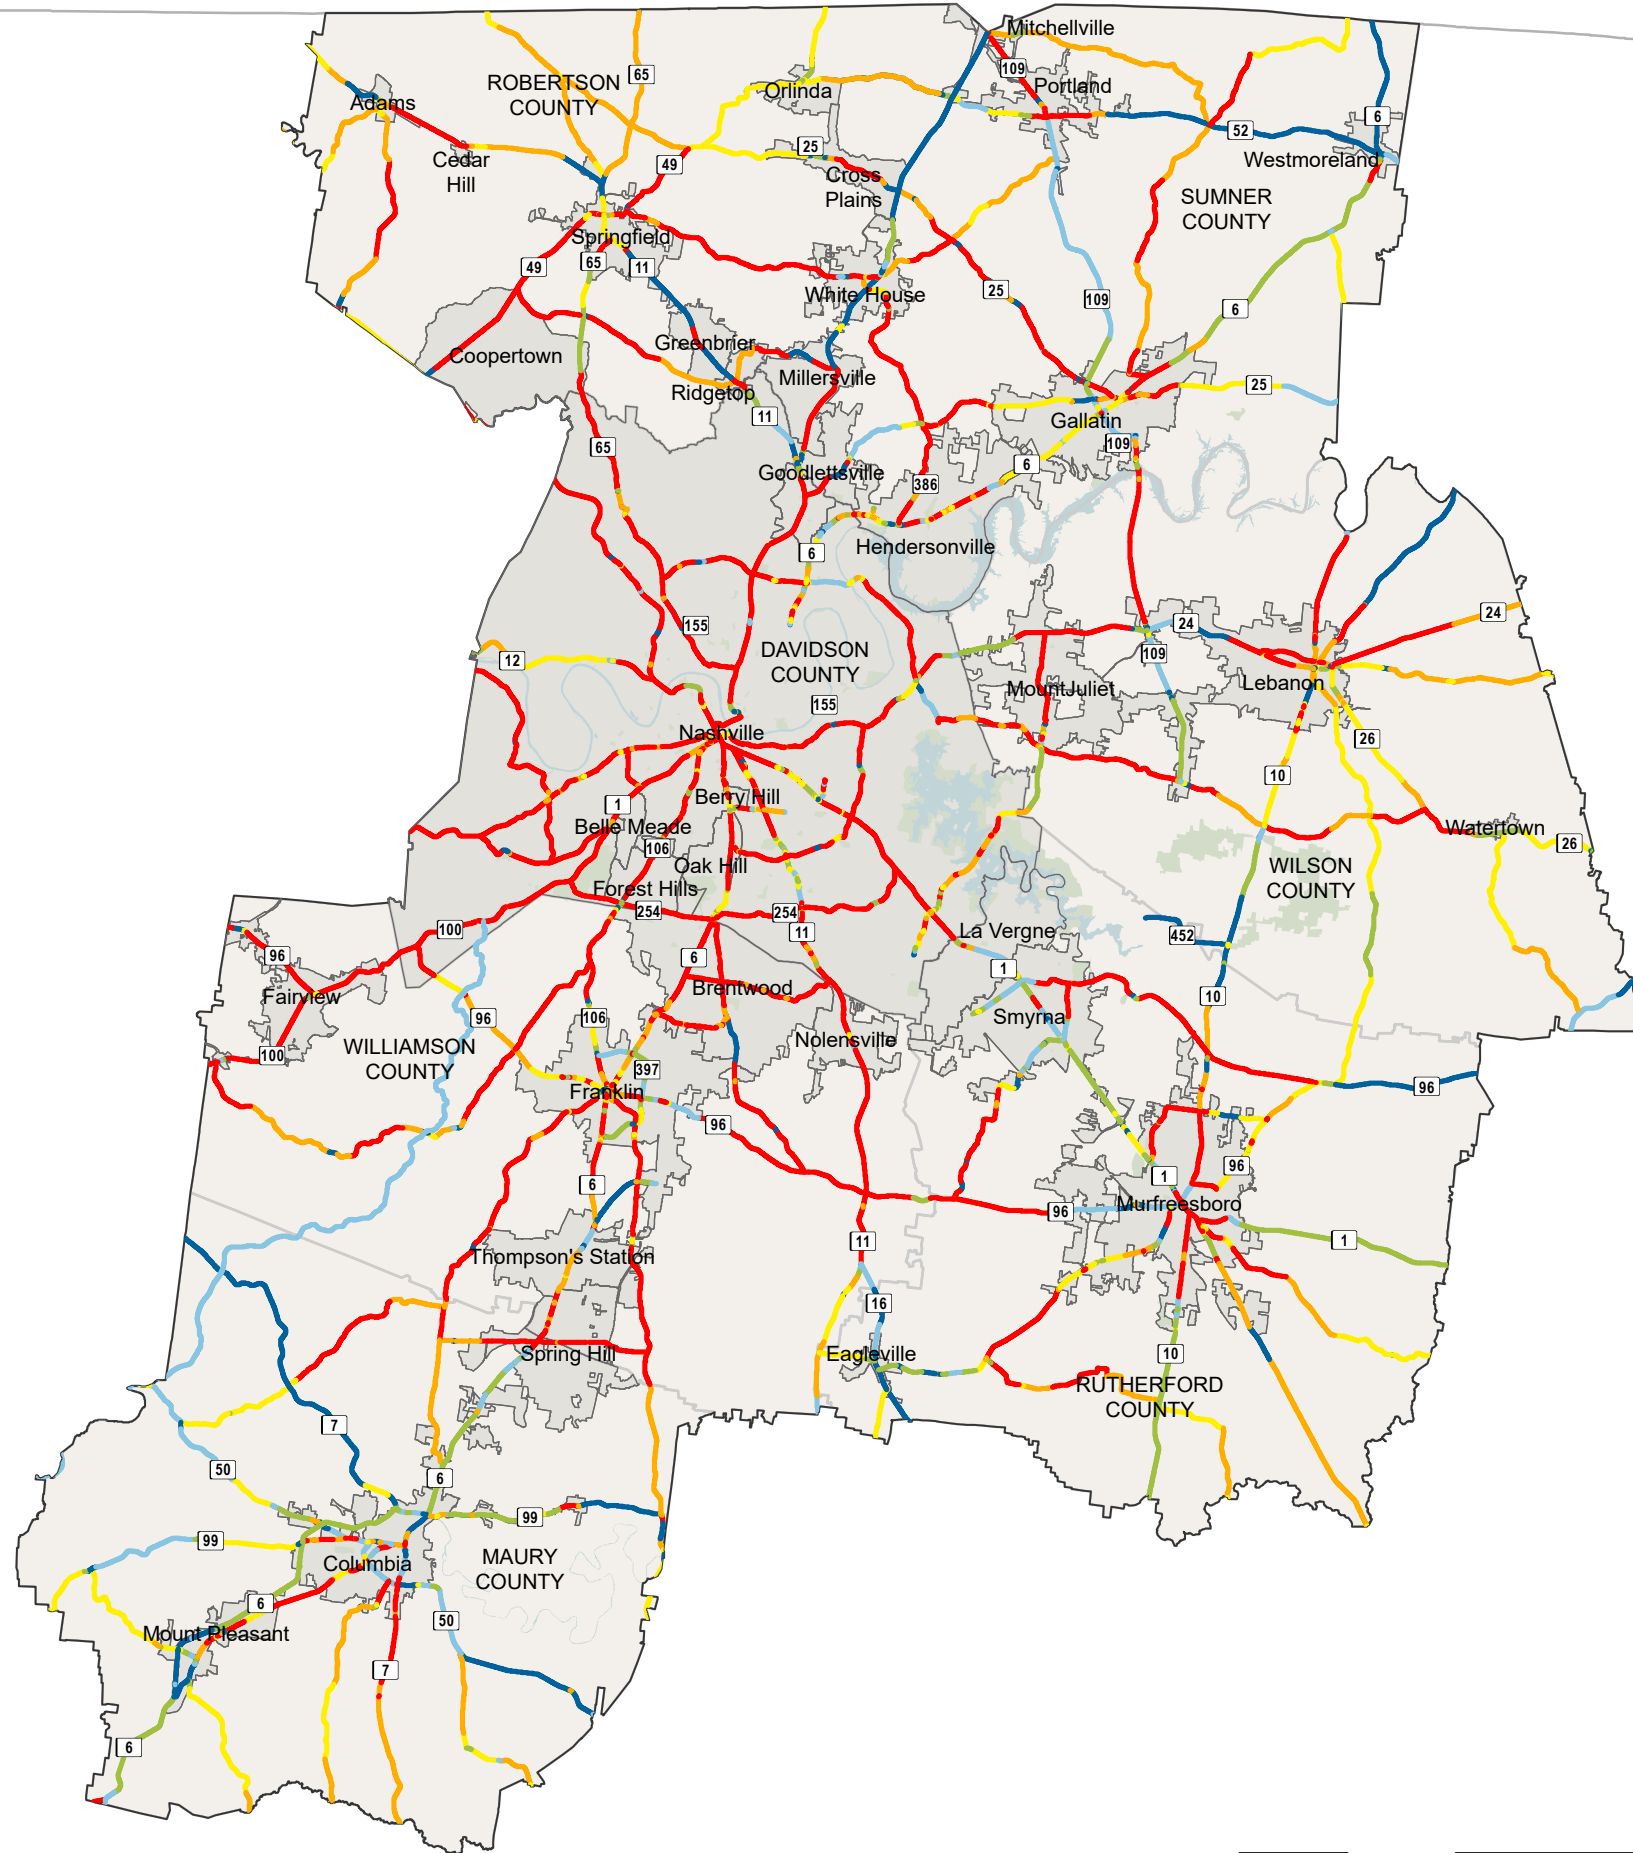 Mitchellville
109
Portland
65
ROBERTSON
COUNTY
Orlinda
Adams
6
52
Westmoreland
25
Cedar
Hill
49
Cross
Plains
SUMNER
COUNTY
Springfield
49
65
11
White House
25
109
6
Coopertown
Greenbrier
Millersville
Ridgetop
25
11
Gallatin
109
65
Goodlettsville
6
386
6
Hendersonville
155
24
24
12
DAVIDSON
COUNTY
109
Lebanon
MountJuliet
155
Nashville
26
10
Berry Hill
1
Belle Meade
Watertown
106
Oak Hill
26
WILSON
COUNTY
Forest Hills
254
254
11
100
La Vergne
452
96
6
1
Fairview
Brentwood
10
96
106
Smyrna
100
WILLIAMSON
COUNTY
Nolensville
397
Franklin
96
96
96
1
6
Murfreesboro
96
11
1
Thompson's Station
16
Spring Hill
Eagleville
10
RUTHERFORD
COUNTY
7
50
6
99
99
Columbia
MAURY
COUNTY
6
50
Mount Pleasant
7
6